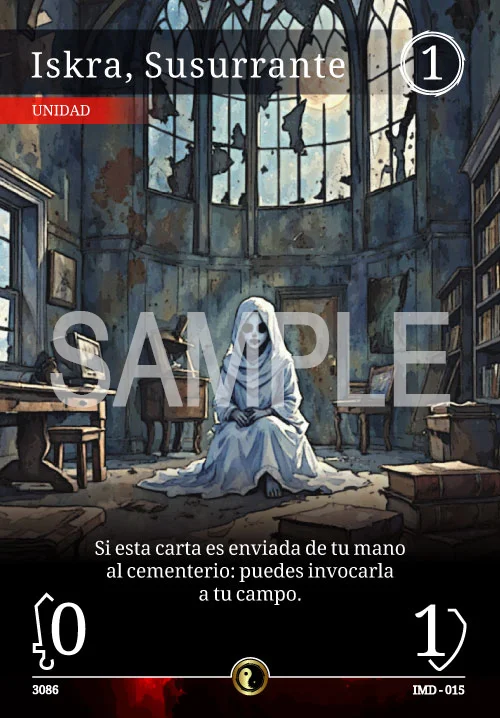 Iskra, Susurrante
1
UNIDAD
SAMPLE
Si esta carta es enviada de tu mano
al cementerio: puedes invocarla
a tu campo.
0
1
3086
IMD - 015